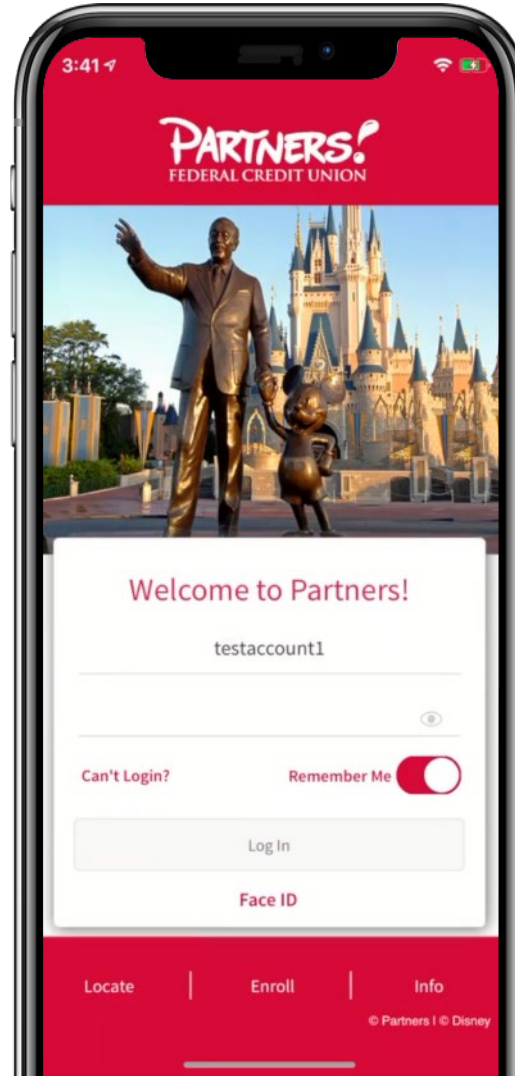 3:41
PARTNERS!
FEDERAL CREDIT UNION
Welcome to Partners!
testaccount1
Can't Login?
Remember Me
Log In
Face ID
Locate
Enroll
Info
© Partners I © Disney